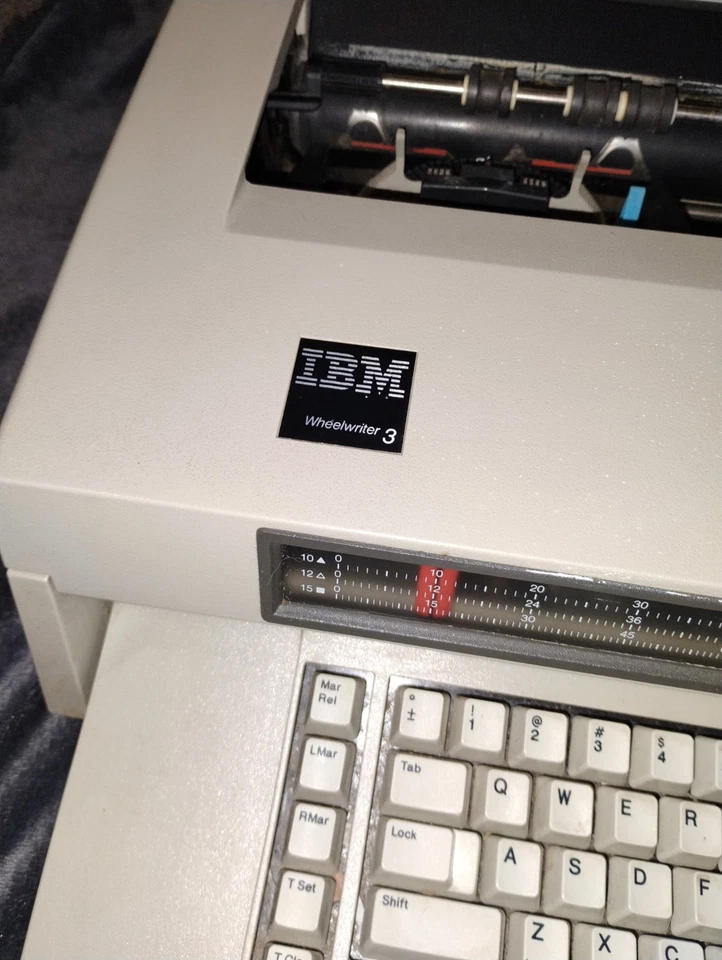 IBM
Wheelwriter 3
10 ▲ 0 10 20 30
12 △ 0 12 24 36
15 ■ 0 15 30 45
Mar
Rel
° ±
! 1
@ 2
# 3
$ 4
LMar
Tab
Q W E R
RMar
Lock
A S D F
T Set
Shift
Z X C